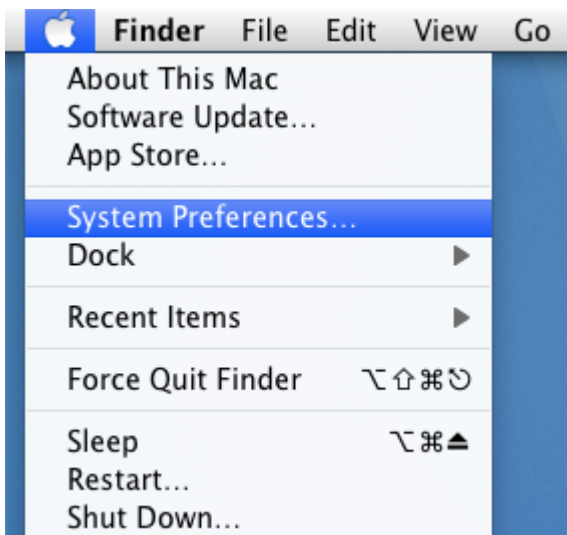 Finder File Edit View Go
About This Mac
Software Update...
App Store...
System Preferences...
Dock ▶
Recent Items ▶
Force Quit Finder ⌥⇧⌘⎋
Sleep ⌥⌘⏏
Restart...
Shut Down...